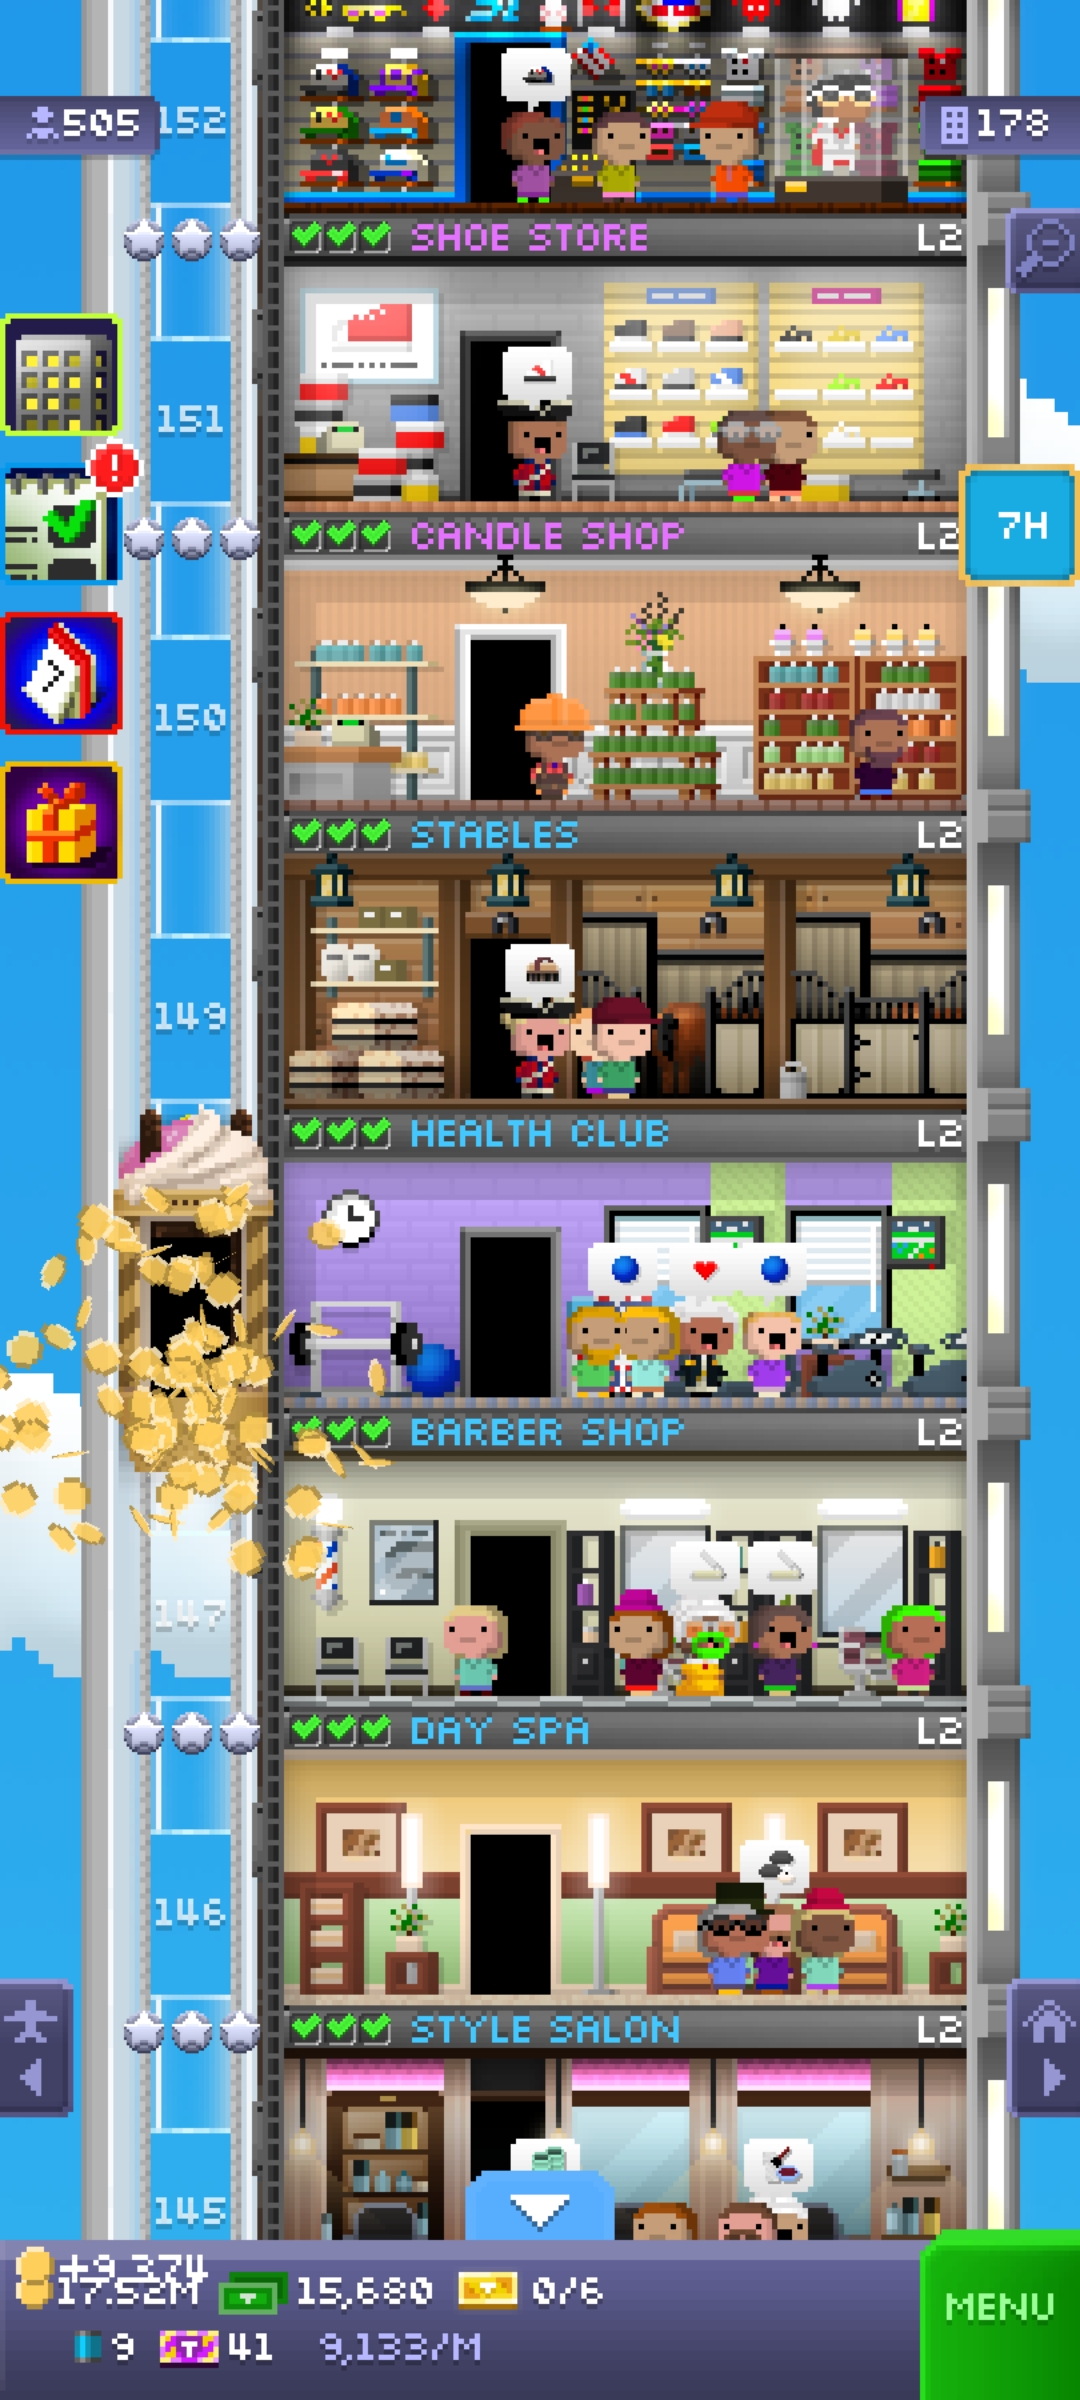 505
152
178
SHOE STORE L2
151
CANDLE SHOP L2
7H
150
STABLES L2
149
HEALTH CLUB L2
BARBER SHOP L2
147
DAY SPA L2
146
STYLE SALON L2
145
+9,374
17.52M 15,680 0/6
MENU
9 T 41 9,133/M